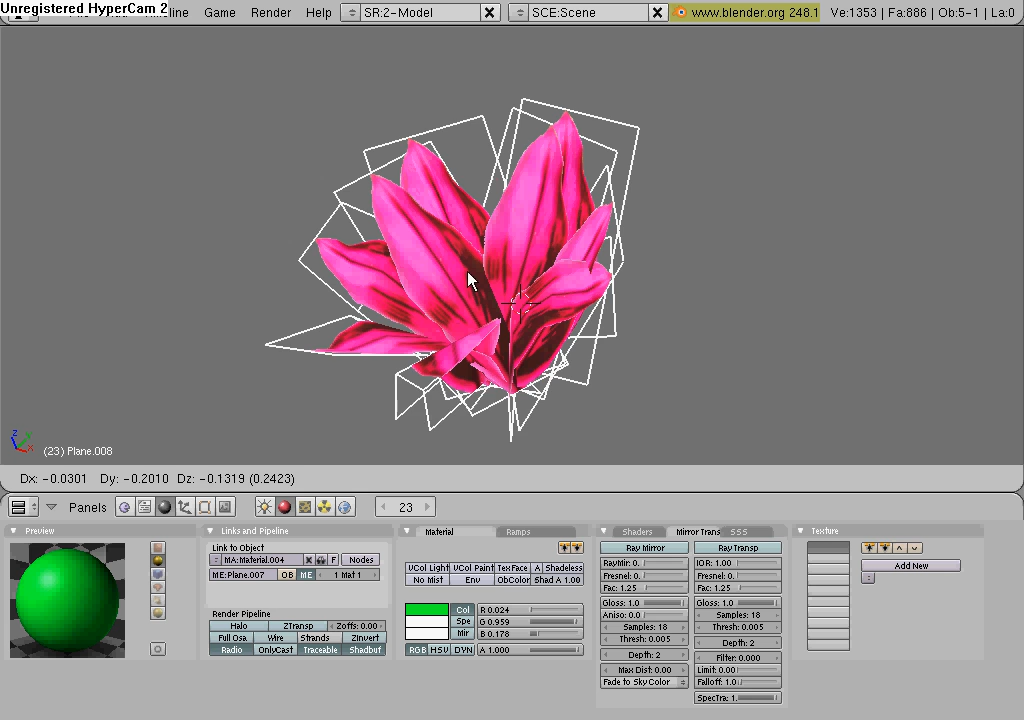 Unregistered HyperCam 2
Timeline Game Render Help SR:2-Model SCE:Scene www.blender.org 248.1 Ve:1353 | Fa:886 | Ob:5-1 | La:0
Z
X
(23) Plane.008
Dx: -0.0301 Dy: -0.2010 Dz: -0.1319 (0.2423)
Panels 23
Preview
Links and Pipeline
Link to Object
MA:Material.004 F Nodes
ME:Plane.007 OB ME 1 Mat 1
Render Pipeline
Halo ZTransp Zoffs: 0.00
Full Osa Wire Strands ZInvert
Radio OnlyCast Traceable Shadbuf
Material Ramps
VCol Light VCol Paint TexFace A Shadeless
No Mist Env ObColor Shad A 1.00
Col R 0.024
Spe G 0.959
Mir B 0.178
RGB HSV DYN A 1.000
Shaders Mirror Trans SSS
Ray Mirror Ray Transp
RayMir: 0. IOR: 1.00
Fresnel: 0. Fresnel: 0.
Fac: 1.25 Fac: 1.25
Gloss: 1.0 Gloss: 1.0
Aniso: 0.0 Samples: 18
Samples: 18 Thresh: 0.005
Thresh: 0.005
Depth: 2 Depth: 2
Filter: 0.000
Max Dist: 0.00 Limit: 0.00
Fade to Sky Color Falloff: 1.0
SpecTra: 1.
Texture
Add New